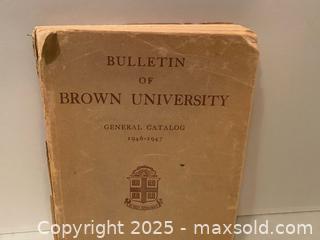 BULLETIN
OF
BROWN UNIVERSITY
GENERAL CATALOG
1946-1947
Copyright © 2025 - maxsold.com